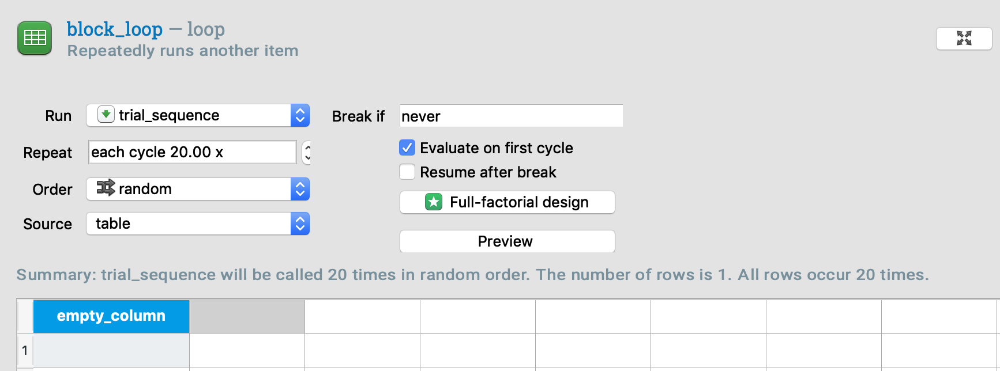 block_loop — loop
Repeatedly runs another item
Run trial_sequence Break if never
Repeat each cycle 20.00 x Evaluate on first cycle
Resume after break
Order random
Full-factorial design
Source table
Preview
Summary: trial_sequence will be called 20 times in random order. The number of rows is 1. All rows occur 20 times.
empty_column
1